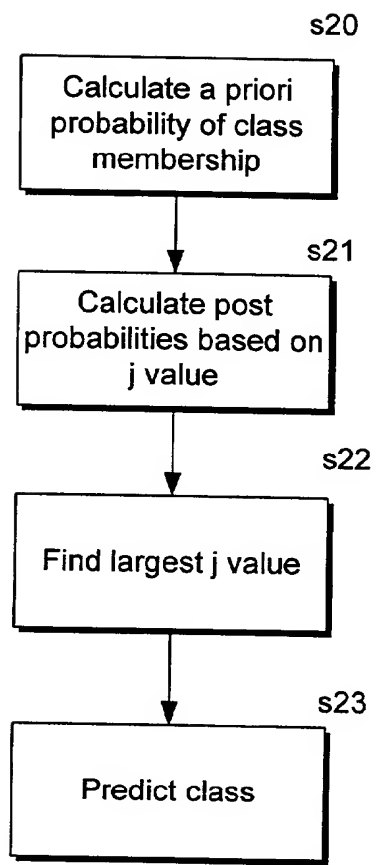 s20
Calculate a priori
probability of class
membership
s21
Calculate post
probabilities based on
j value
s22
Find largest j value
s23
Predict class